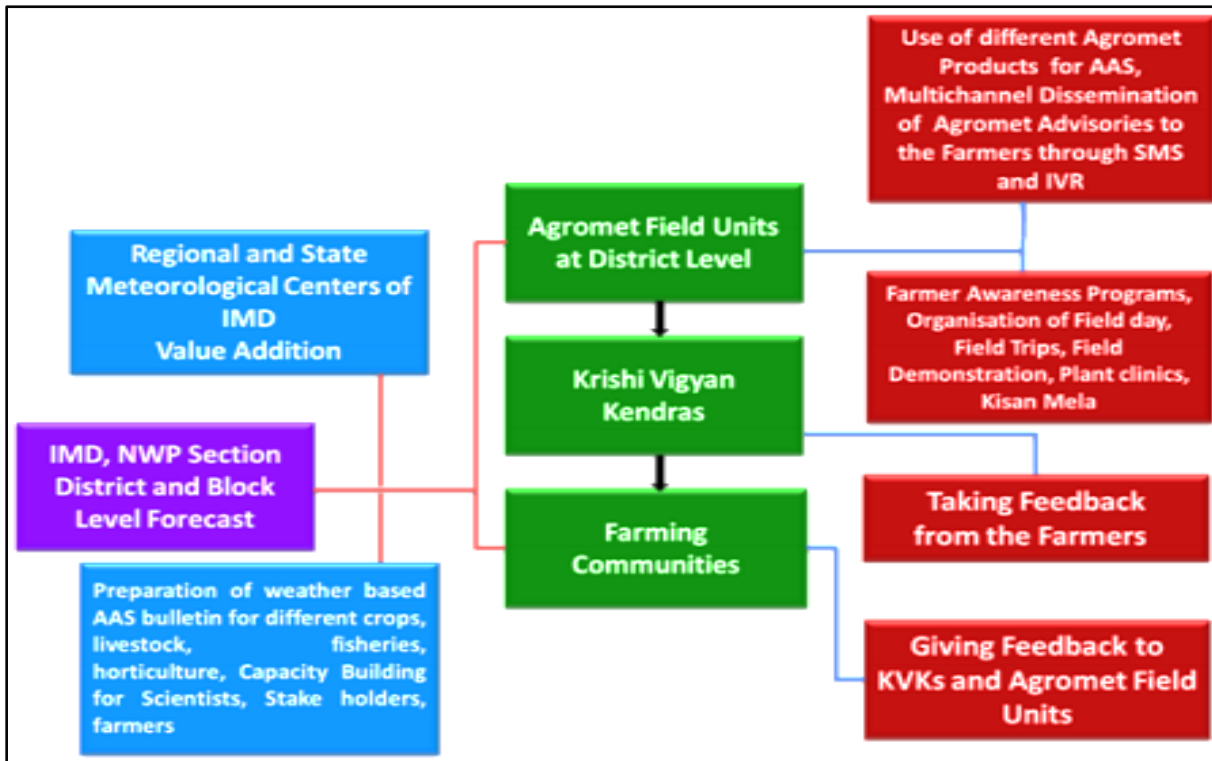 Use of different Agromet
Products for AAS,
Multichannel Dissemination
of Agromet Advisories to
the Farmers through SMS
and IVR
Agromet Field Units
at District Level
Regional and State
Meteorological Centers of
IMD
Value Addition
Farmer Awareness Programs,
Organisation of Field day,
Field Trips, Field
Demonstration, Plant clinics,
Kisan Mela
Krishi Vigyan
Kendras
IMD, NWP Section
District and Block
Level Forecast
Taking Feedback
from the Farmers
Farming
Communities
Preparation of weather based
AAS bulletin for different crops,
livestock, fisheries,
horticulture, Capacity Building
for Scientists, Stake holders,
farmers
Giving Feedback to
KVKs and Agromet Field
Units